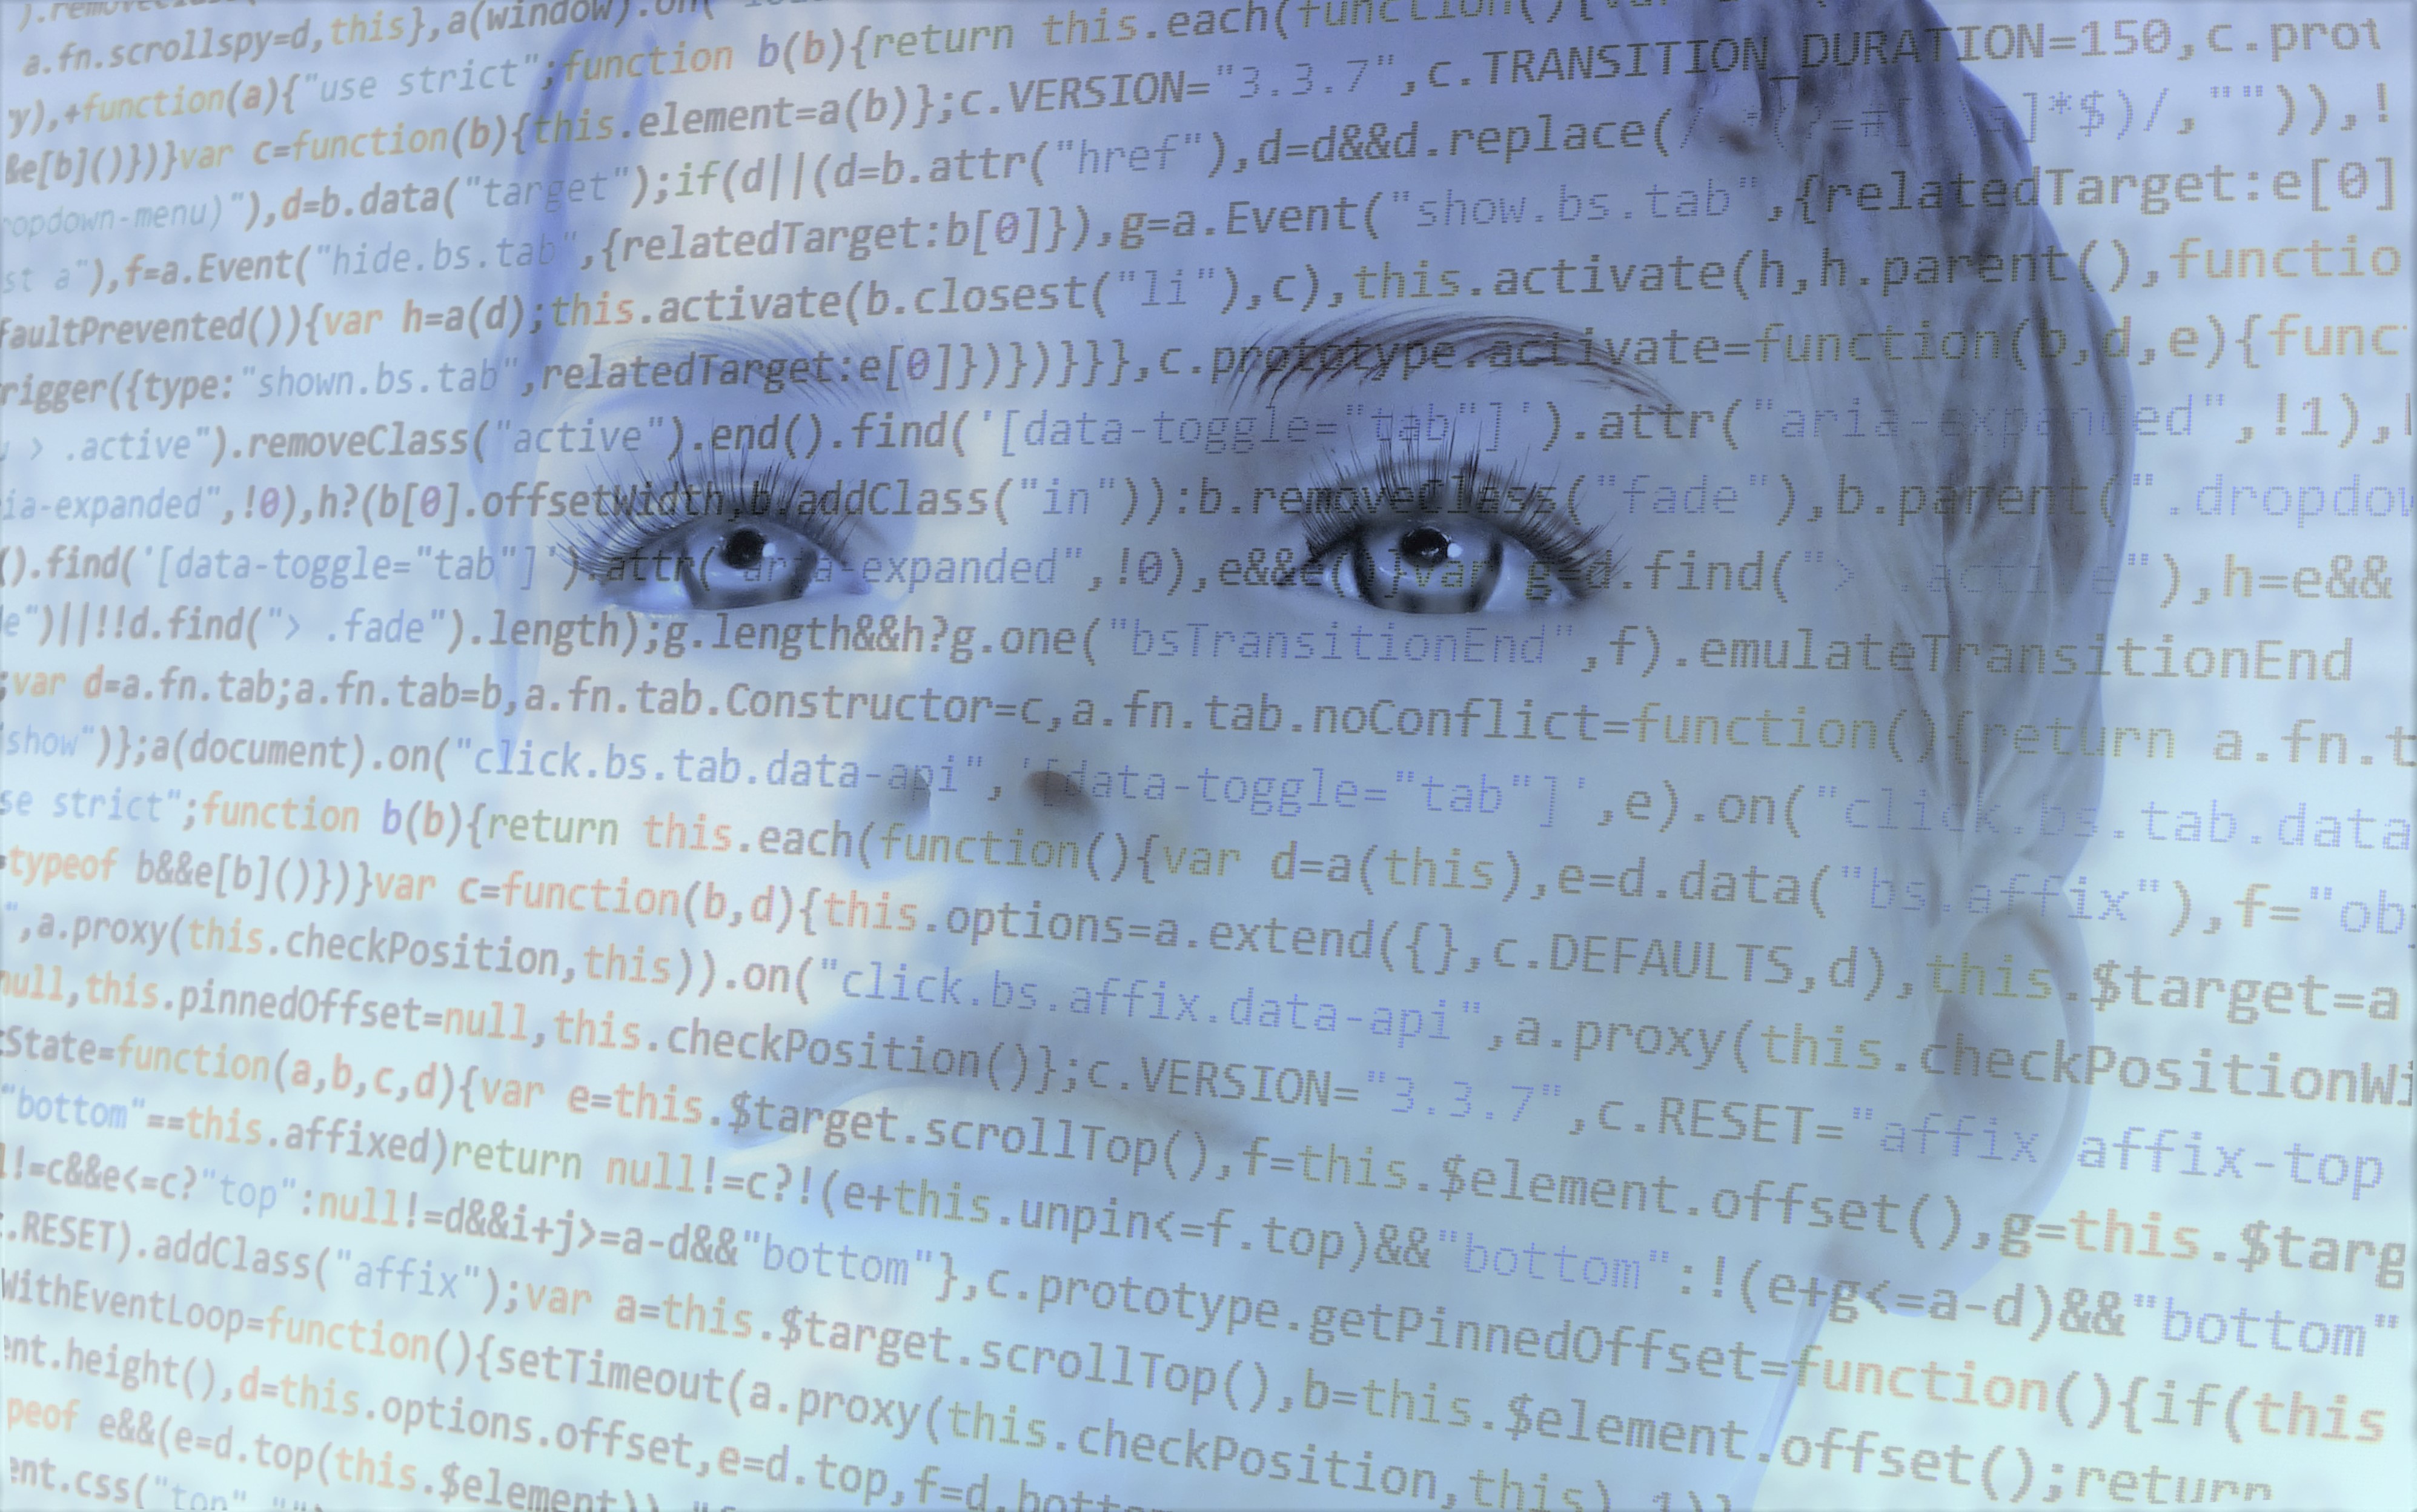 ).removeClass(
a.fn.scrollspy=d,this},a(window).on(
y),+function(a){"use strict";function b(b){return this.each(function(){var
&e[b]()})}var c=function(b){this.element=a(b)};c.VERSION="3.3.7",c.TRANSITION_DURATION=150,c.prot
ropdown-menu)"),d=b.data("target");if(d||(d=b.attr("href"),d=d&&d.replace( ]*$)/, "")),!
st a"),f=a.Event("hide.bs.tab",{relatedTarget:b[0]}),g=a.Event("show.bs.tab",{relatedTarget:e[0]
faultPrevented()){var h=a(d);this.activate(b.closest("li"),c),this.activate(h,h.parent(),functio
rigger({type:"shown.bs.tab",relatedTarget:e[0]})})}}},c.prototype.activate=function(b,d,e){func
> .active").removeClass("active").end().find('[data-toggle="tab"]').attr("aria-expanded",!1),
ia-expanded",!0),h?(b[0].offsetWidth,b.addClass("in")):b.removeClass("fade"),b.parent(".dropdow
().find('[data-toggle="tab"]').attr("aria-expanded",!0),e&&e()}var g=d.find("> .active"),h=e&&
e")||!!d.find("> .fade").length);g.length&&h?g.one("bsTransitionEnd",f).emulateTransitionEnd
;var d=a.fn.tab;a.fn.tab=b,a.fn.tab.Constructor=c,a.fn.tab.noConflict=function(){return a.fn.t
show")};a(document).on("click.bs.tab.data-api",'[data-toggle="tab"]',e).on("click.bs.tab.data
se strict";function b(b){return this.each(function(){var d=a(this),e=d.data("bs.affix"),f="ob
typeof b&&e[b]()})}var c=function(b,d){this.options=a.extend({},c.DEFAULTS,d),this.$target=a
",a.proxy(this.checkPosition,this)).on("click.bs.affix.data-api",a.proxy(this.checkPositionWi
null,this.pinnedOffset=null,this.checkPosition()};c.VERSION="3.3.7",c.RESET="affix affix-top
State=function(a,b,c,d){var e=this.$target.scrollTop(),f=this.$element.offset(),g=this.$targ
"bottom"==this.affixed)return null!=c?!(e+this.unpin<=f.top)&&"bottom":!(e+g<=a-d)&&"bottom"
l!=c&&e<=c?"top":null!=d&&i+j>=a-d&&"bottom"},c.prototype.getPinnedOffset=function(){if(this
.RESET).addClass("affix");var a=this.$target.scrollTop(),b=this.$element.offset();return
WithEventLoop=function(){setTimeout(a.proxy(this.checkPosition,this),1)}
ent.height(),d=this.options.offset,e=d.top,f=d.bottom
peof e&&(e=d.top(this.$element)),
ent.css("top"